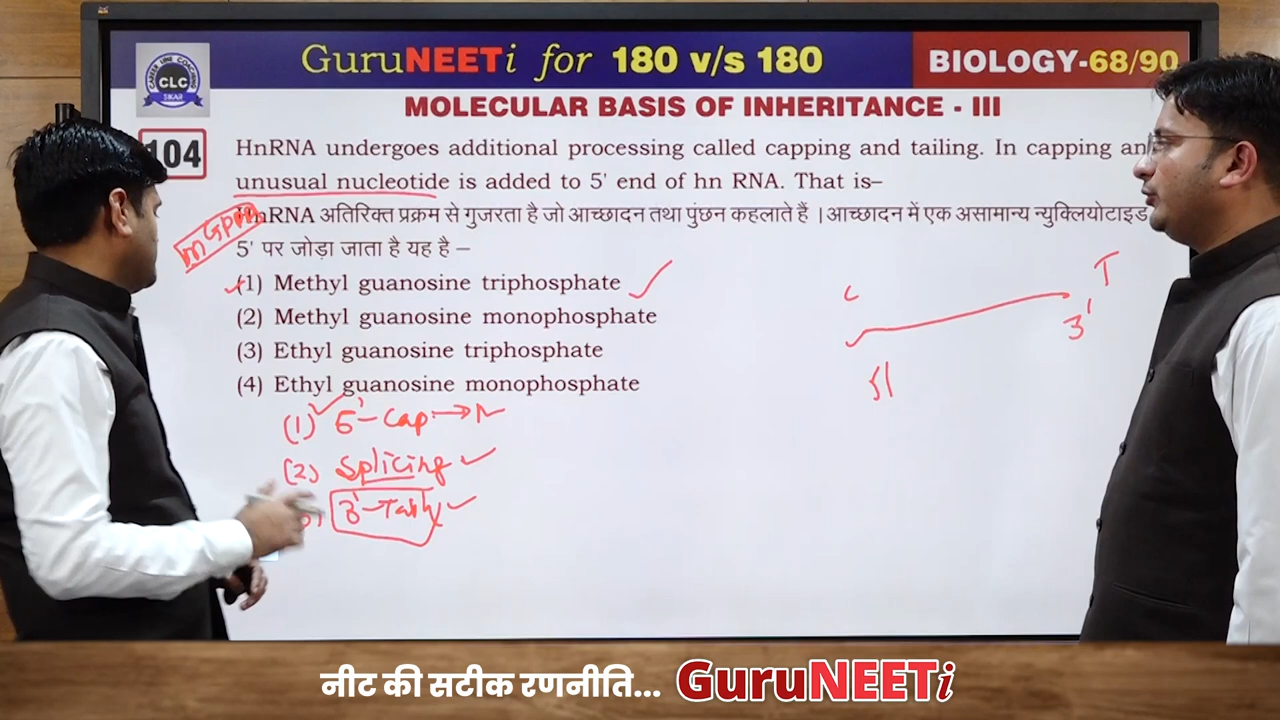 GuruNEETi for 180 v/s 180
BIOLOGY-68/90
CAREER LINE COACHING
CLC
SIKAR
MOLECULAR BASIS OF INHERITANCE - III
104
HnRNA undergoes additional processing called capping and tailing. In capping an
unusual nucleotide is added to 5' end of hn RNA. That is–
HnRNA अतिरिक्त प्रक्रम से गुजरता है जो आच्छादन तथा पुंछन कहलाते हैं । आच्छादन में एक असामान्य न्युक्लियोटाइड
5' पर जोड़ा जाता है यह है –
(1) Methyl guanosine triphosphate
(2) Methyl guanosine monophosphate
(3) Ethyl guanosine triphosphate
(4) Ethyl guanosine monophosphate
T
3'
(1) 5'-Cap →
(2) Splicing
3'-Tail
नीट की सटीक रणनीति... GuruNEETi